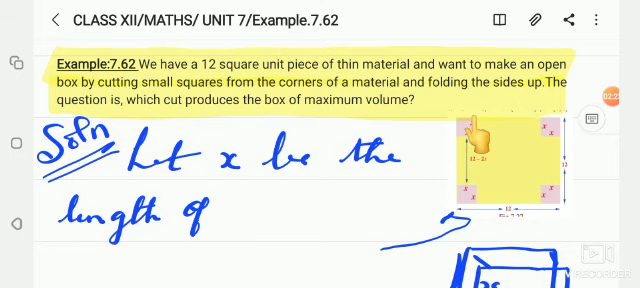 CLASS XII/MATHS/ UNIT 7/Example.7.62
Example:7.62 We have a 12 square unit piece of thin material and want to make an open
box by cutting small squares from the corners of a material and folding the sides up.The
question is, which cut produces the box of maximum volume?
Soln Let x be the
length of
x
x
12 - 2x
12
x
x
x
x
12
RECORDER